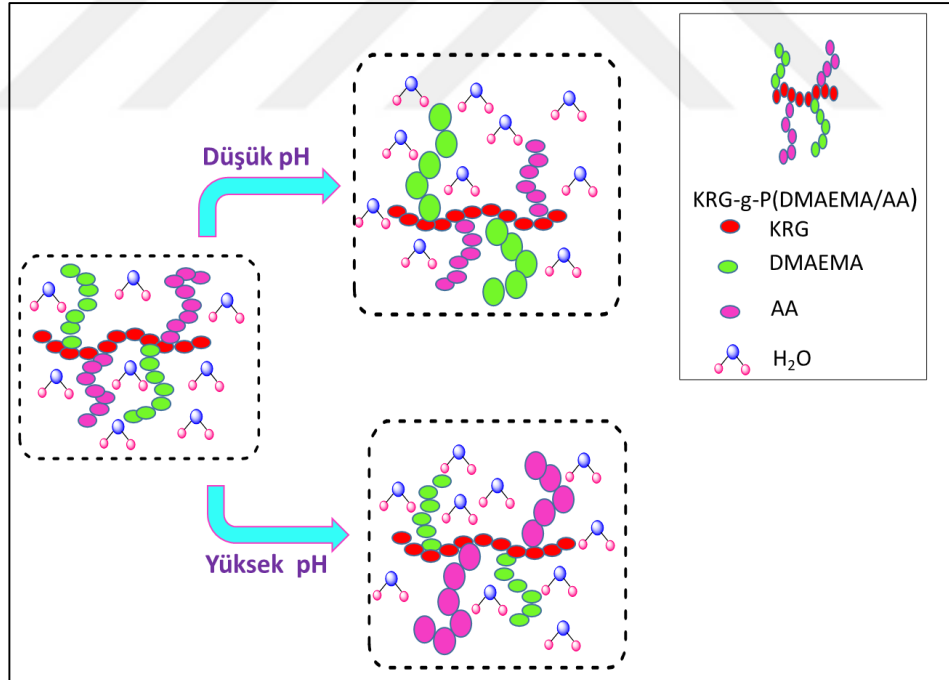 Düşük pH
Yüksek pH
KRG-g-P(DMAEMA/AA)
KRG
DMAEMA
AA
H₂O